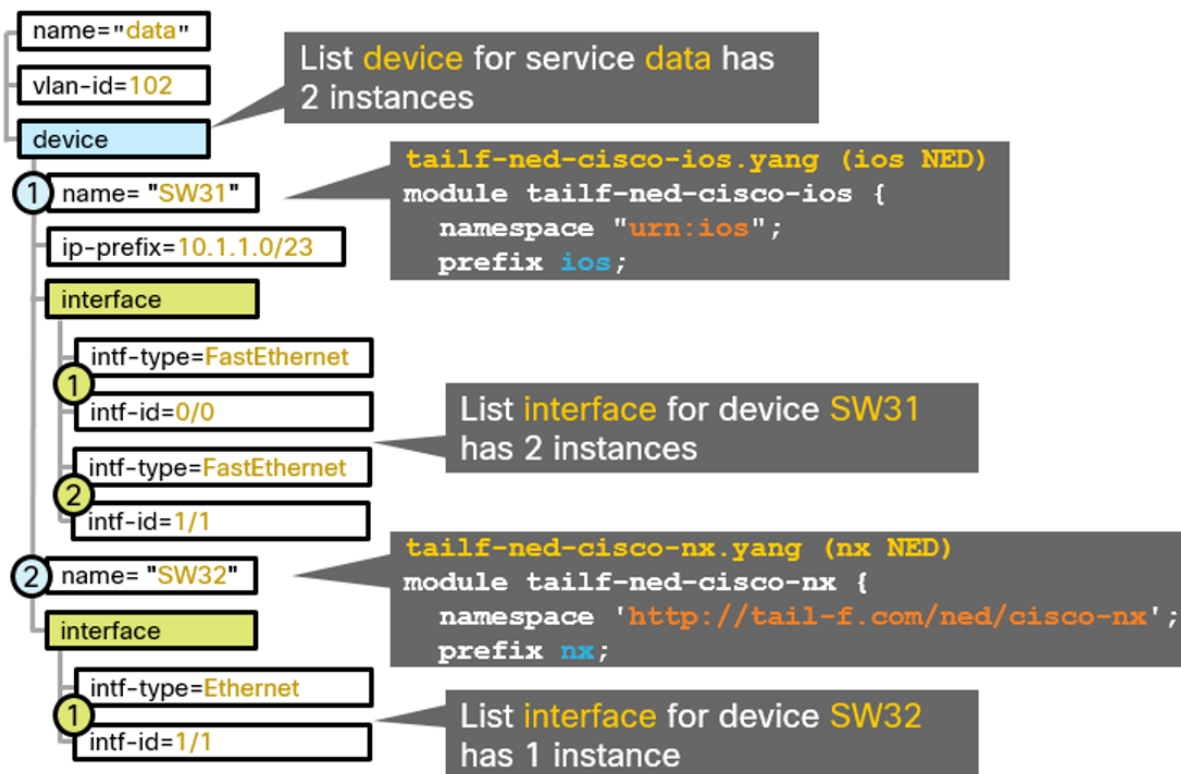 name="data"
vlan-id=102
device
List device for service data has
2 instances
tailf-ned-cisco-ios.yang (ios NED)
module tailf-ned-cisco-ios {
namespace "urn:ios";
prefix ios;
1
name= "SW31"
ip-prefix=10.1.1.0/23
interface
intf-type=FastEthernet
1
intf-id=0/0
List interface for device SW31
has 2 instances
intf-type=FastEthernet
2
intf-id=1/1
tailf-ned-cisco-nx.yang (nx NED)
module tailf-ned-cisco-nx {
namespace 'http://tail-f.com/ned/cisco-nx';
prefix nx;
2
name= "SW32"
interface
intf-type=Ethernet
1
intf-id=1/1
List interface for device SW32
has 1 instance